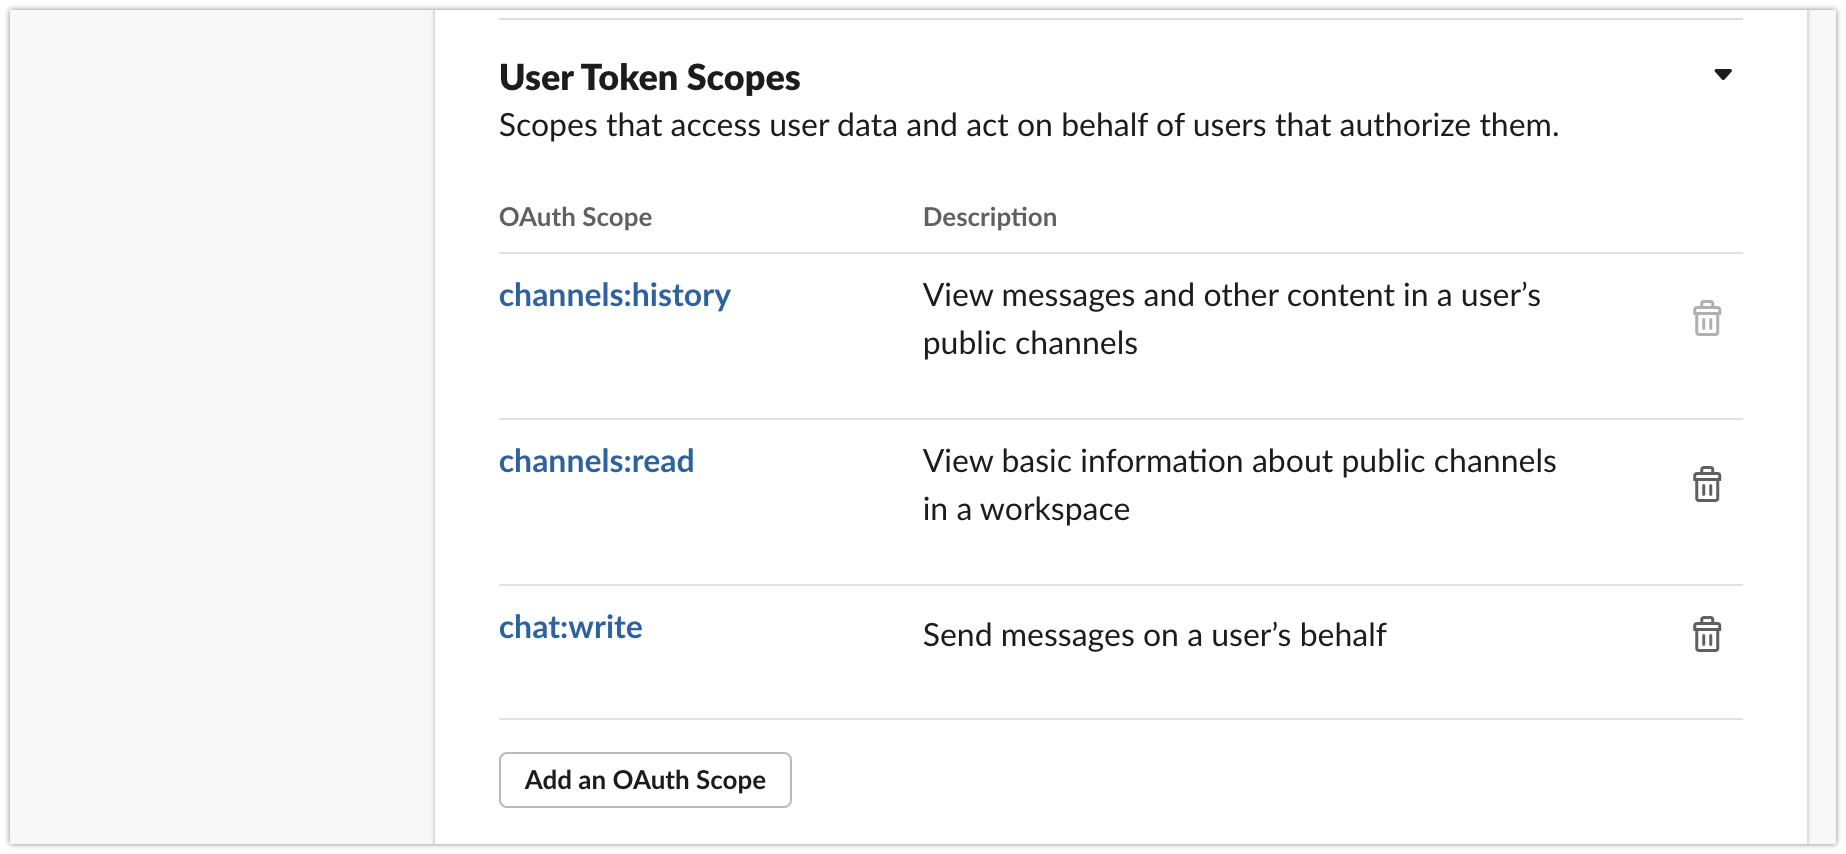 User Token Scopes
Scopes that access user data and act on behalf of users that authorize them.
OAuth Scope Description
channels:history View messages and other content in a user’s
public channels
channels:read View basic information about public channels
in a workspace
chat:write Send messages on a user’s behalf
Add an OAuth Scope